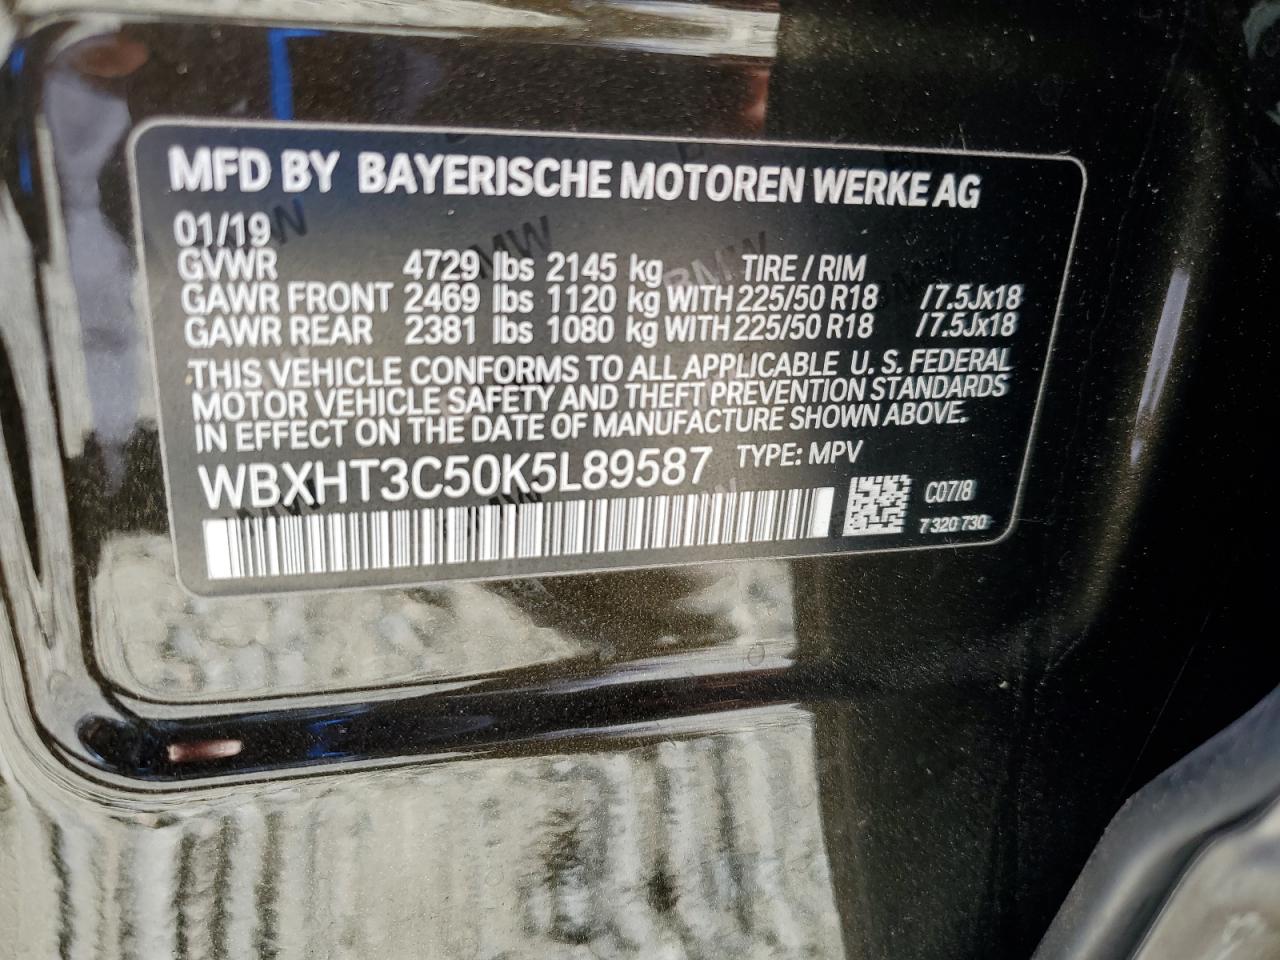 MFD BY BAYERISCHE MOTOREN WERKE AG
01/19
GVWR 4729 lbs 2145 kg TIRE / RIM
GAWR FRONT 2469 lbs 1120 kg WITH 225/50 R18 /7.5Jx18
GAWR REAR 2381 lbs 1080 kg WITH 225/50 R18 /7.5Jx18
THIS VEHICLE CONFORMS TO ALL APPLICABLE U. S. FEDERAL
MOTOR VEHICLE SAFETY AND THEFT PREVENTION STANDARDS
IN EFFECT ON THE DATE OF MANUFACTURE SHOWN ABOVE.
WBXHT3C50K5L89587 TYPE: MPV
C07/8
7 320 730